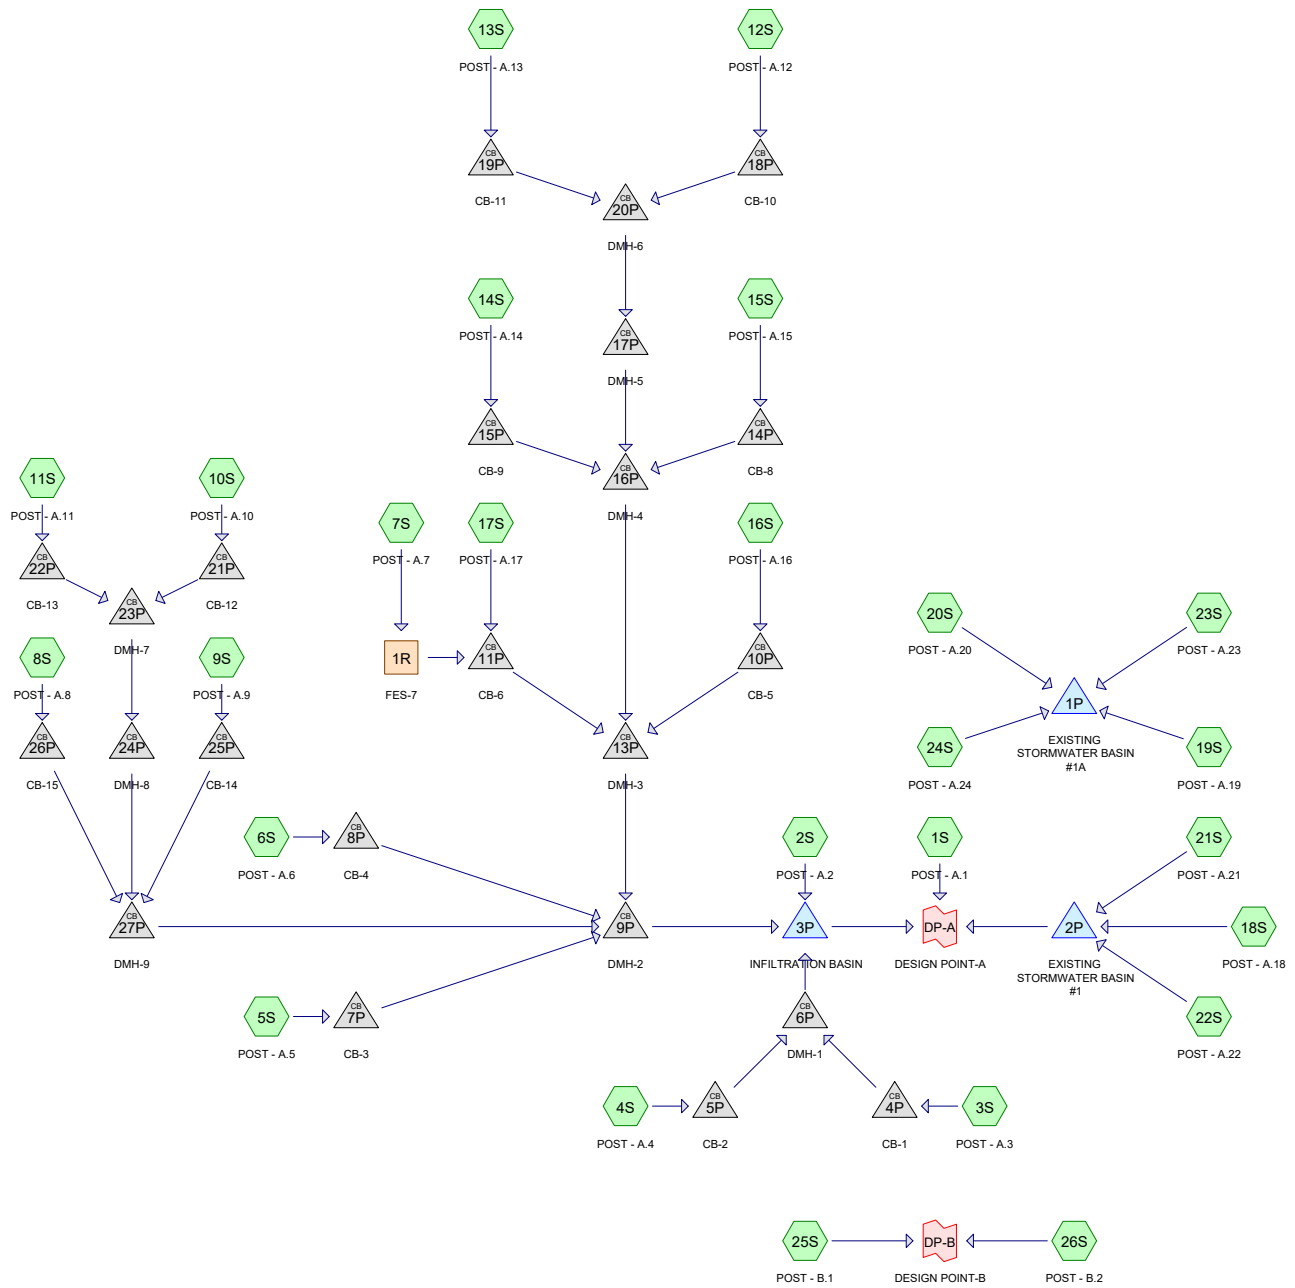 13S
POST - A.13
12S
POST - A.12
CB
19P
CB-11
CB
18P
CB-10
CB
20P
DMH-6
14S
POST - A.14
15S
POST - A.15
CB
17P
DMH-5
CB
15P
CB-9
CB
14P
CB-8
CB
16P
DMH-4
11S
POST - A.11
10S
POST - A.10
7S
POST - A.7
17S
POST - A.17
16S
POST - A.16
CB
22P
CB-13
CB
21P
CB-12
CB
23P
DMH-7
20S
POST - A.20
23S
POST - A.23
8S
POST - A.8
9S
POST - A.9
1R
FES-7
CB
11P
CB-6
CB
10P
CB-5
1P
EXISTING
STORMWATER BASIN
#1A
CB
26P
CB-15
CB
24P
DMH-8
CB
25P
CB-14
CB
13P
DMH-3
24S
POST - A.24
19S
POST - A.19
6S
POST - A.6
CB
8P
CB-4
2S
POST - A.2
1S
POST - A.1
21S
POST - A.21
CB
27P
DMH-9
CB
9P
DMH-2
3P
INFILTRATION BASIN
DP-A
DESIGN POINT-A
2P
EXISTING
STORMWATER BASIN
#1
18S
POST - A.18
5S
POST - A.5
CB
7P
CB-3
CB
6P
DMH-1
22S
POST - A.22
4S
POST - A.4
CB
5P
CB-2
CB
4P
CB-1
3S
POST - A.3
25S
POST - B.1
DP-B
DESIGN POINT-B
26S
POST - B.2